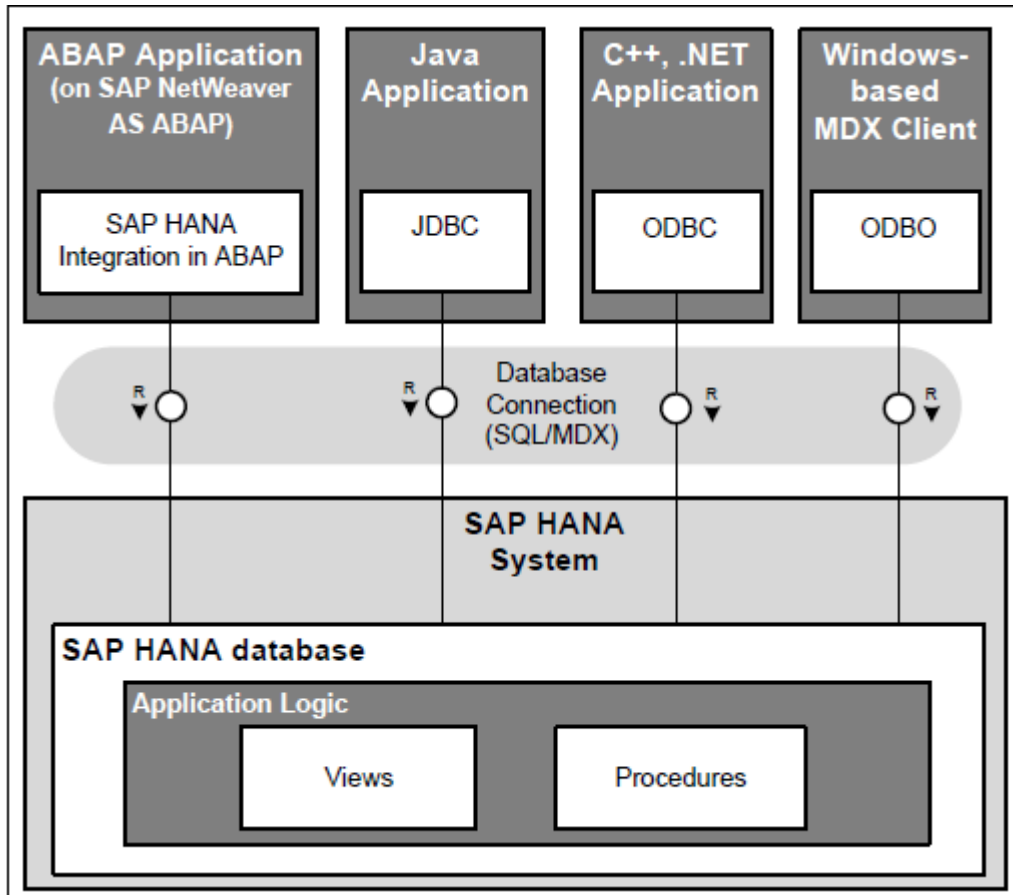 ABAP Application
(on SAP NetWeaver
AS ABAP)
SAP HANA
Integration in ABAP
Java
Application
JDBC
C++, .NET
Application
ODBC
Windows-
based
MDX Client
ODBO
R
R
Database
Connection
(SQL/MDX)
R
R
SAP HANA
System
SAP HANA database
Application Logic
Views
Procedures